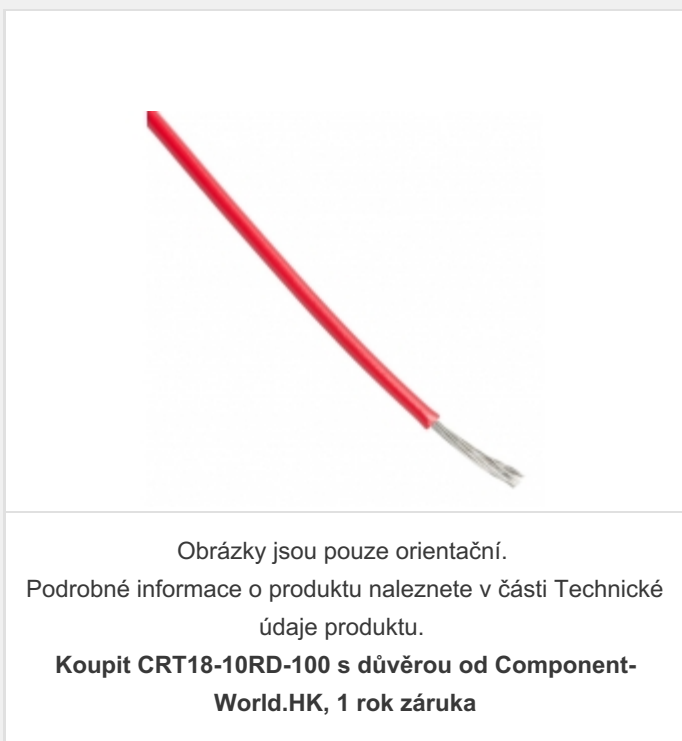 Obrázky jsou pouze orientační.
Podrobné informace o produktu naleznete v části Technické
údaje produktu.
Koupit CRT18-10RD-100 s důvěrou od Component-
World.HK, 1 rok záruka